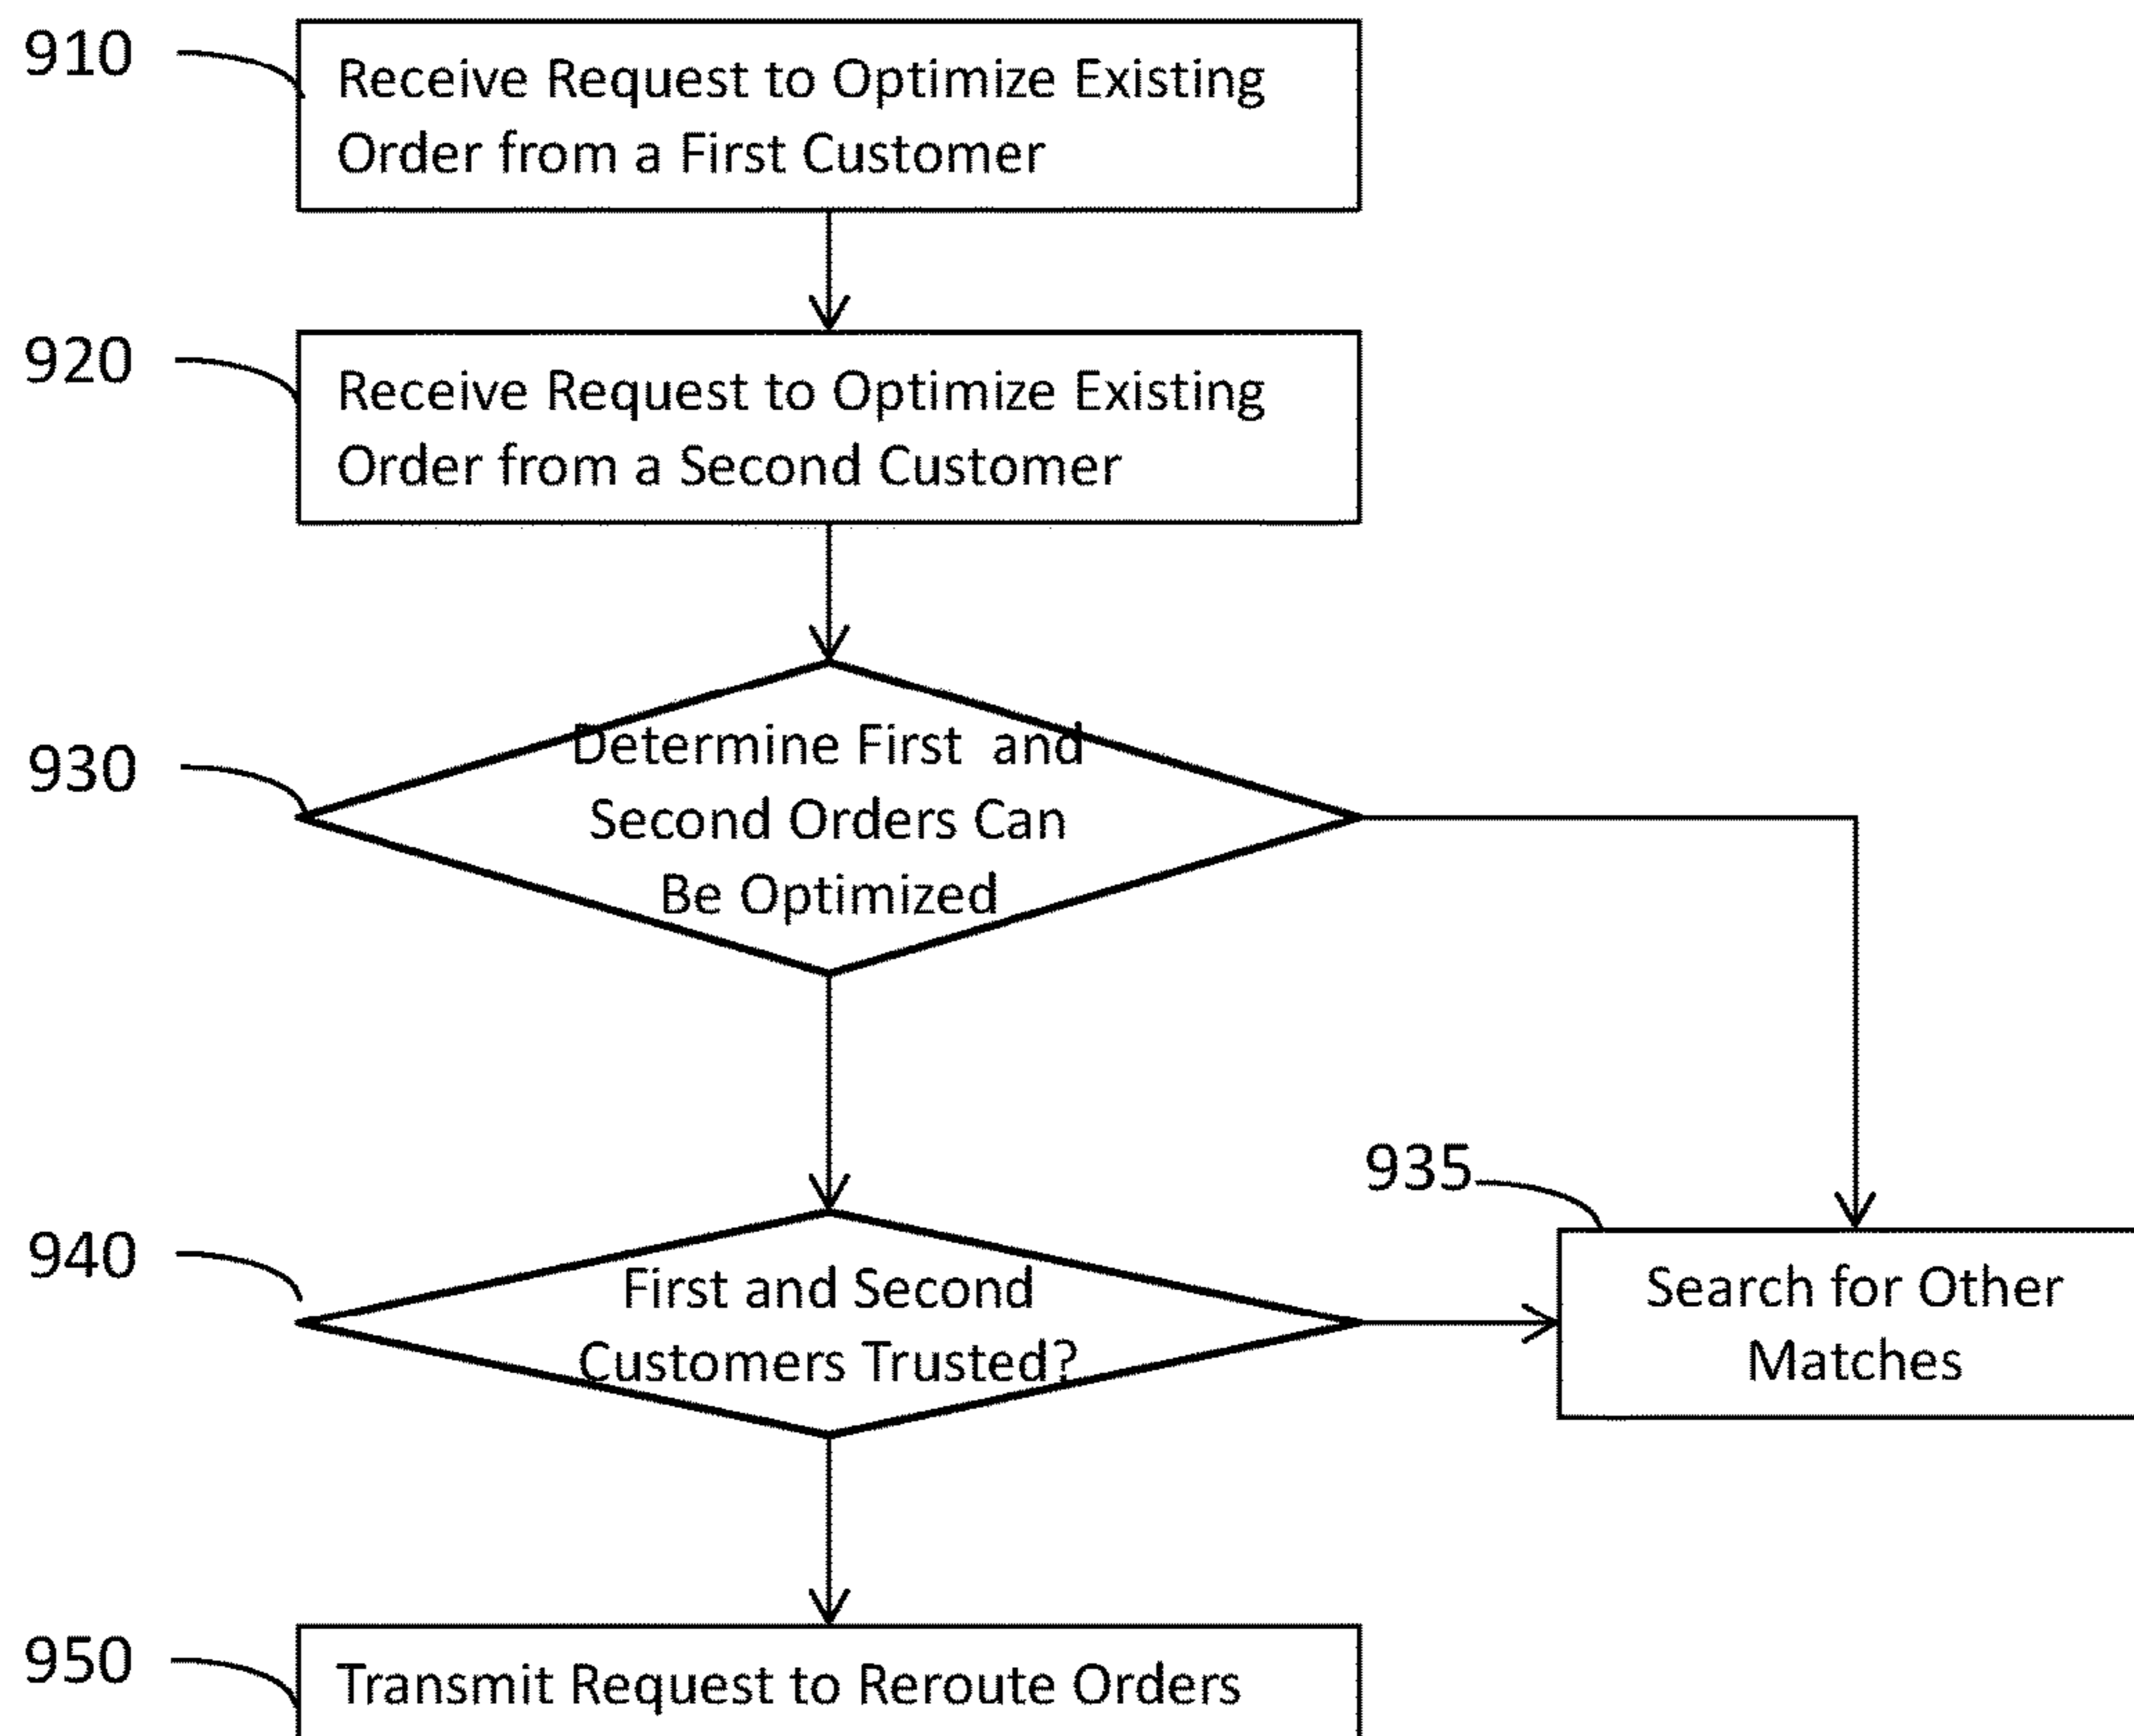 910
Receive Request to Optimize Existing
Order from a First Customer
920
Receive Request to Optimize Existing
Order from a Second Customer
930
Determine First and
Second Orders Can
Be Optimized
935
940
First and Second
Customers Trusted?
Search for Other
Matches
950
Transmit Request to Reroute Orders